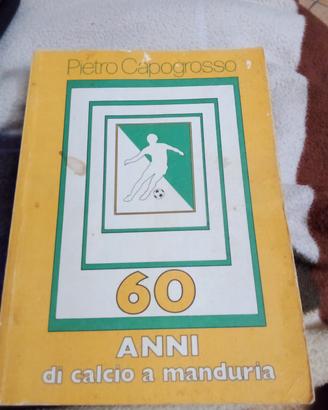 Pietro Capogrosso
60
ANNI
di calcio a manduria